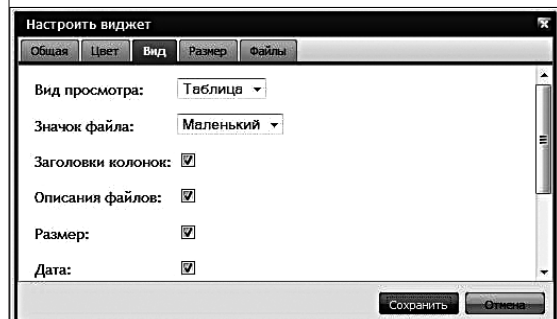 Настроить виджет
Общая Цвет Вид Размер Файлы
Вид просмотра: Таблица
Значок файла: Маленький
Заголовки колонок:
Описания файлов:
Размер:
Дата:
Сохранить Отмена